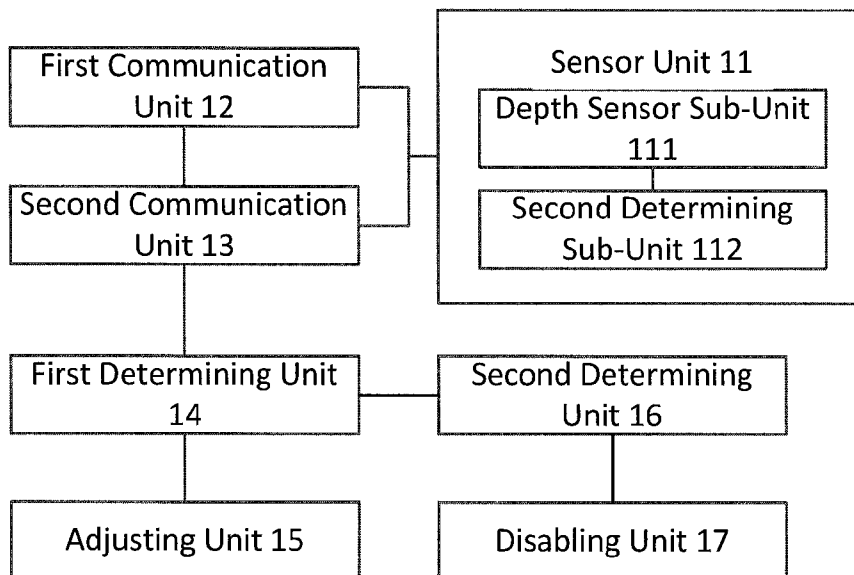 First Communication
Unit 12
Second Communication
Unit 13
Sensor Unit 11
Depth Sensor Sub-Unit
111
Second Determining
Sub-Unit 112
First Determining Unit
14
Second Determining
Unit 16
Adjusting Unit 15
Disabling Unit 17